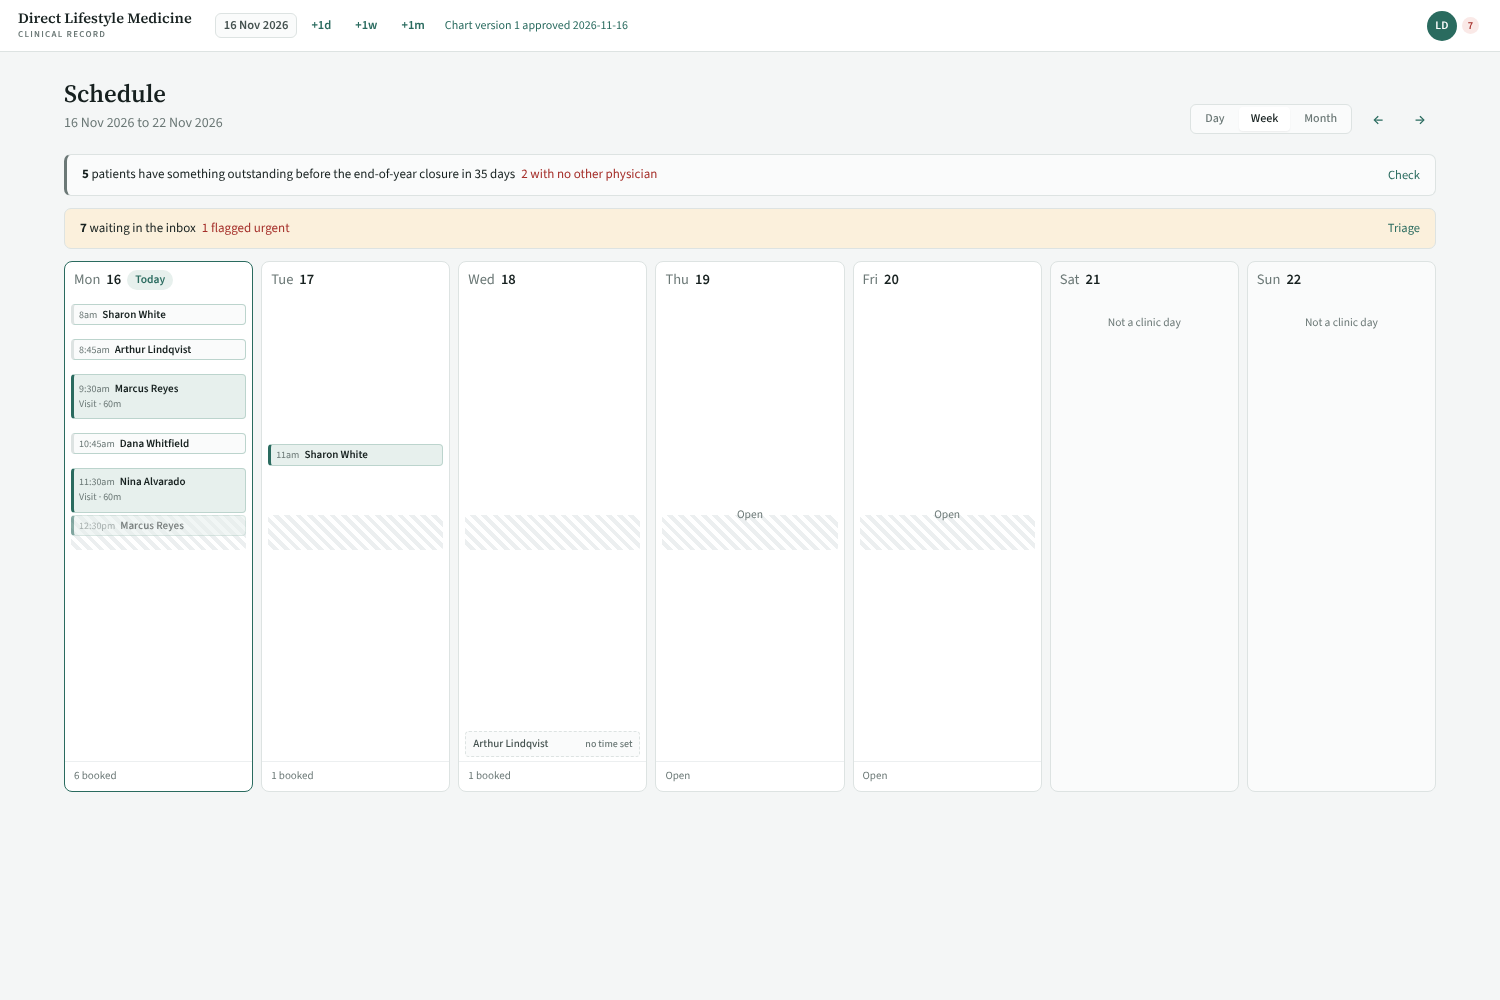 Direct Lifestyle Medicine
CLINICAL RECORD
16 Nov 2026 +1d +1w +1m Chart version 1 approved 2026-11-16
LD 7
Schedule
16 Nov 2026 to 22 Nov 2026
Day Week Month ← →
5 patients have something outstanding before the end-of-year closure in 35 days 2 with no other physician Check
7 waiting in the inbox 1 flagged urgent Triage
Mon 16 Today
8am Sharon White
8:45am Arthur Lindqvist
9:30am Marcus Reyes
Visit · 60m
10:45am Dana Whitfield
11:30am Nina Alvarado
Visit · 60m
12:30pm Marcus Reyes
6 booked
Tue 17
11am Sharon White
1 booked
Wed 18
Arthur Lindqvist no time set
1 booked
Thu 19
Open
Open
Fri 20
Open
Open
Sat 21
Not a clinic day
Sun 22
Not a clinic day